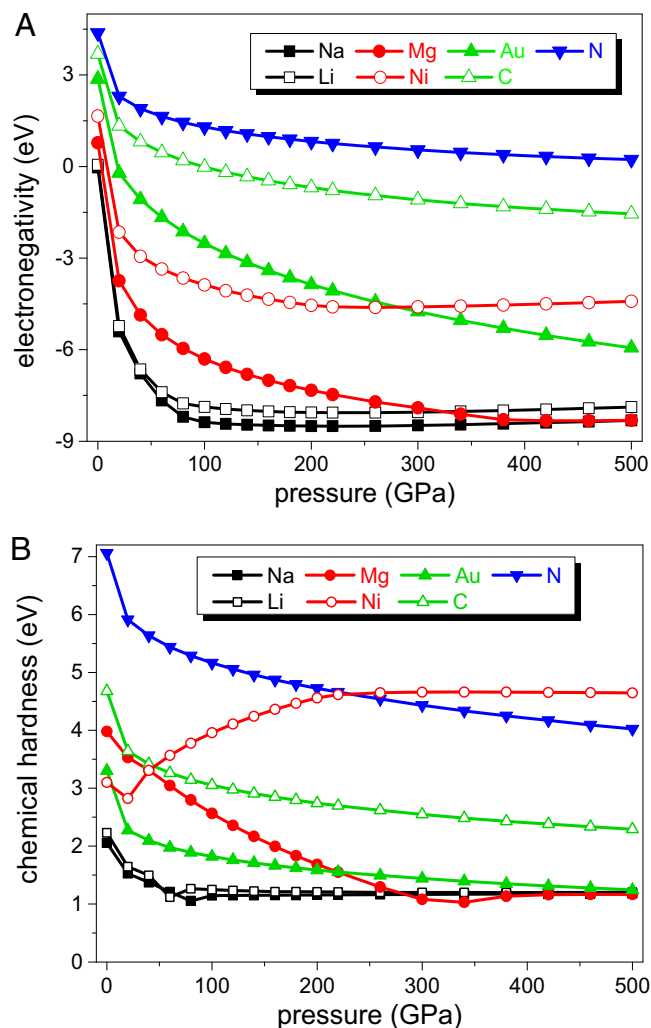 A
Na Mg Au N
Li Ni C
3
0
-3
-6
-9
electronegativity (eV)
0 100 200 300 400 500
pressure (GPa)
B
Na Mg Au N
Li Ni C
7
6
5
4
3
2
1
0
chemical hardness (eV)
0 100 200 300 400 500
pressure (GPa)